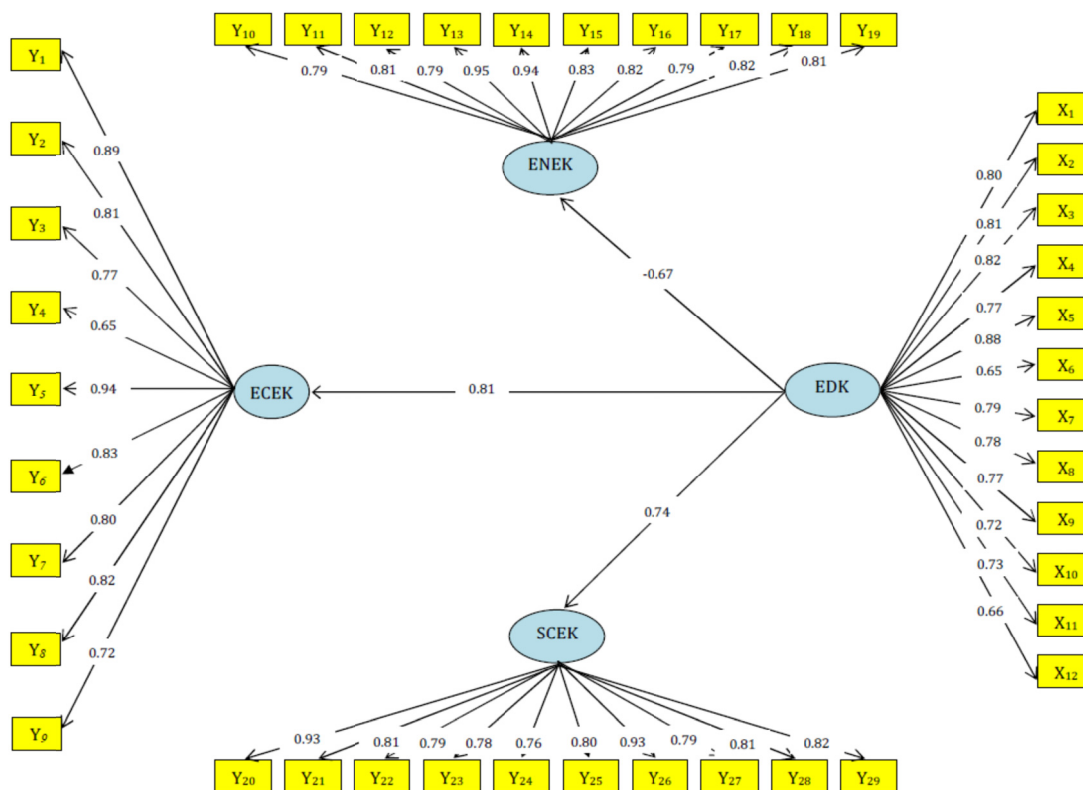 Y10 Y11 Y12 Y13 Y14 Y15 Y16 Y17 Y18 Y19
0.79 0.81 0.79 0.95 0.94 0.83 0.82 0.79 0.82 0.81
ENEK
Y1
Y2
Y3
Y4
Y5
Y6
Y7
Y8
Y9
0.89
0.81
0.77
0.65
0.94
0.83
0.80
0.82
0.72
ECEK
-0.67
0.81
0.74
EDK
0.80
0.81
0.82
0.77
0.88
0.65
0.79
0.78
0.77
0.72
0.73
0.66
X1
X2
X3
X4
X5
X6
X7
X8
X9
X10
X11
X12
SCEK
0.93 0.81 0.79 0.78 0.76 0.80 0.93 0.79 0.81 0.82
Y20 Y21 Y22 Y23 Y24 Y25 Y26 Y27 Y28 Y29